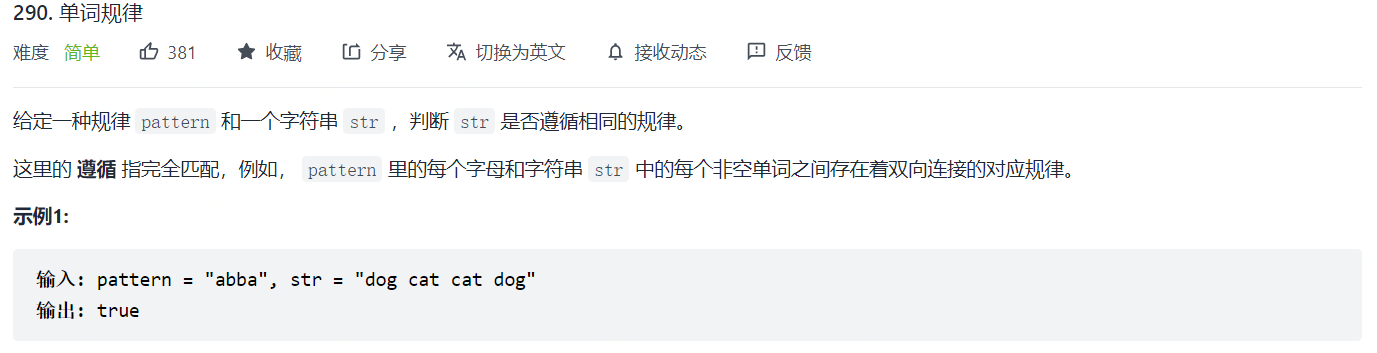 290. 单词规律
难度 简单 381 收藏 分享 切换为英文 接收动态 反馈
给定一种规律 pattern 和一个字符串 str ，判断 str 是否遵循相同的规律。
这里的 遵循 指完全匹配，例如， pattern 里的每个字母和字符串 str 中的每个非空单词之间存在着双向连接的对应规律。
示例1:
输入: pattern = "abba", str = "dog cat cat dog"
输出: true